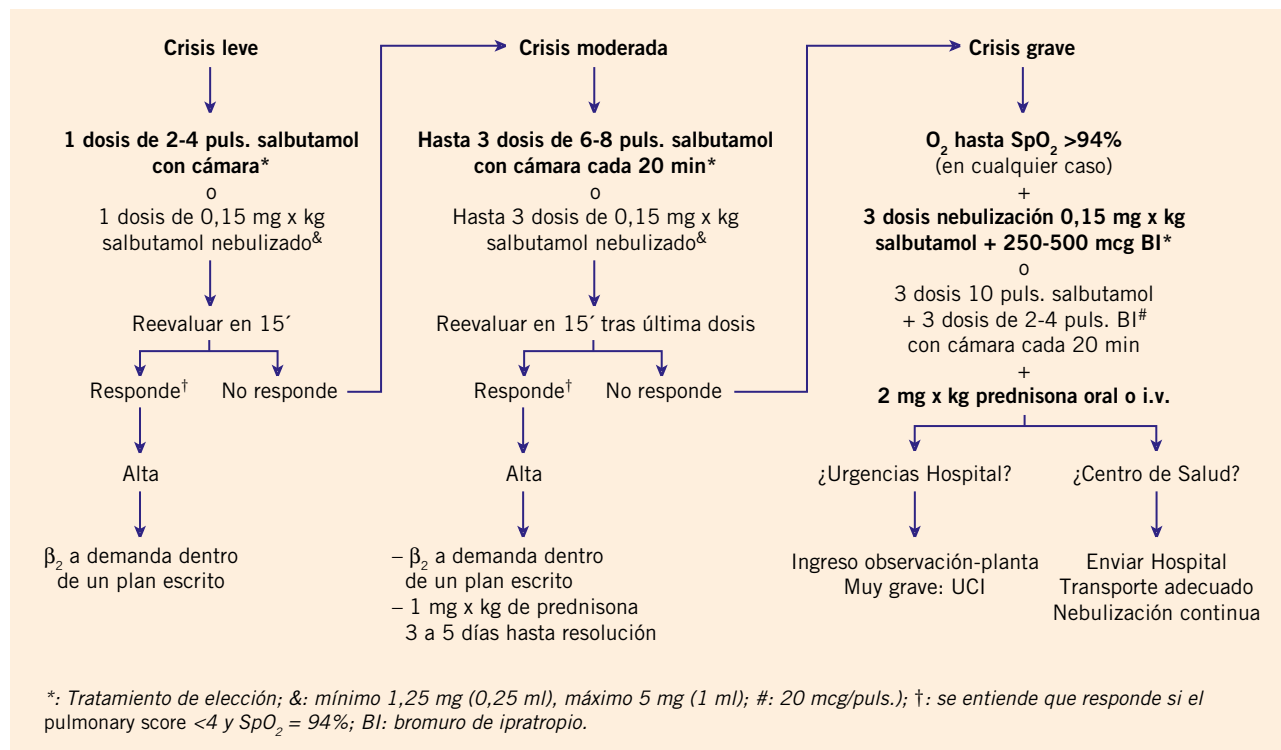 Crisis leve
1 dosis de 2-4 puls. salbutamol
con cámara*
o
1 dosis de 0,15 mg x kg
salbutamol nebulizado&
Reevaluar en 15´
Responde†
No responde
Alta
β2 a demanda dentro
de un plan escrito
Crisis moderada
Hasta 3 dosis de 6-8 puls. salbutamol
con cámara cada 20 min*
o
Hasta 3 dosis de 0,15 mg x kg
salbutamol nebulizado&
Reevaluar en 15´ tras última dosis
Responde†
No responde
Alta
– β2 a demanda dentro
de un plan escrito
– 1 mg x kg de prednisona
3 a 5 días hasta resolución
Crisis grave
O2 hasta SpO2 >94%
(en cualquier caso)
+
3 dosis nebulización 0,15 mg x kg
salbutamol + 250-500 mcg BI*
o
3 dosis 10 puls. salbutamol
+ 3 dosis de 2-4 puls. BI#
con cámara cada 20 min
+
2 mg x kg prednisona oral o i.v.
¿Urgencias Hospital?
Ingreso observación-planta
Muy grave: UCI
¿Centro de Salud?
Enviar Hospital
Transporte adecuado
Nebulización continua
*: Tratamiento de elección; &: mínimo 1,25 mg (0,25 ml), máximo 5 mg (1 ml); #: 20 mcg/puls.); †: se entiende que responde si el
pulmonary score <4 y SpO2 = 94%; BI: bromuro de ipratropio.